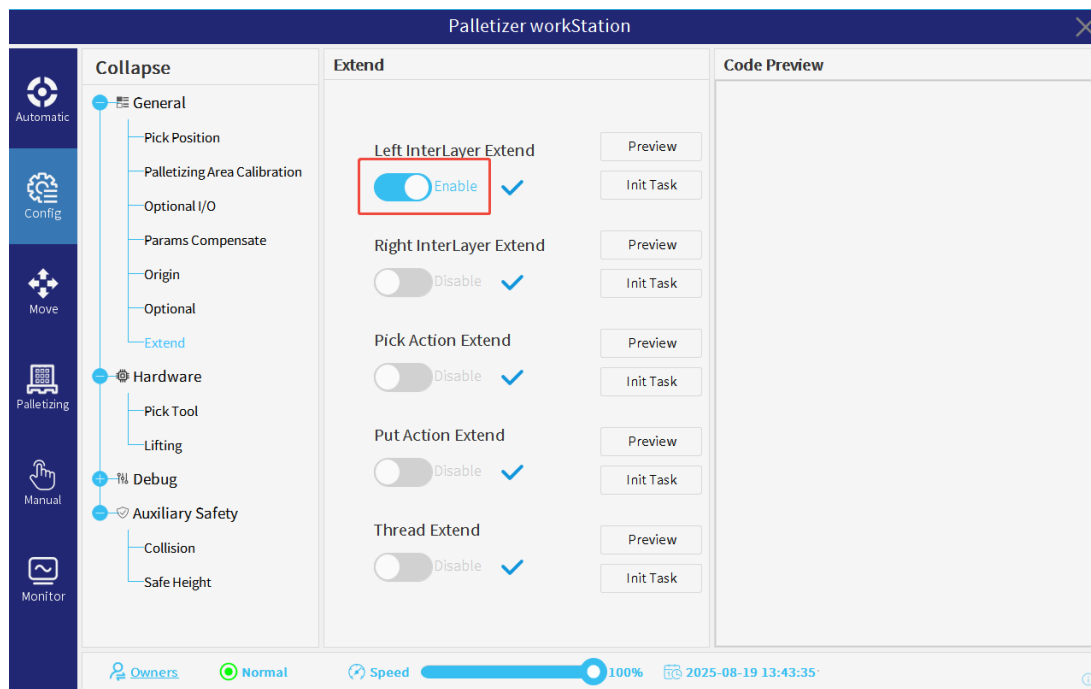 Palletizer workStation
Automatic
Config
Move
Palletizing
Manual
Monitor
Collapse
General
Pick Position
Palletizing Area Calibration
Optional I/O
Params Compensate
Origin
Optional
Extend
Hardware
Pick Tool
Lifting
Debug
Auxiliary Safety
Collision
Safe Height
Extend
Left InterLayer Extend
Preview
Enable
Init Task
Right InterLayer Extend
Preview
Disable
Init Task
Pick Action Extend
Preview
Disable
Init Task
Put Action Extend
Preview
Disable
Init Task
Thread Extend
Preview
Disable
Init Task
Code Preview
Owners
Normal
Speed
100%
2025-08-19 13:43:35